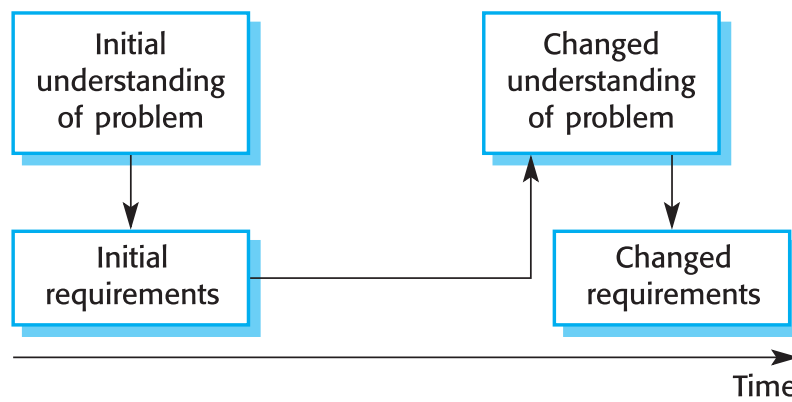 Initial
understanding
of problem
Changed
understanding
of problem
Initial
requirements
Changed
requirements
Time